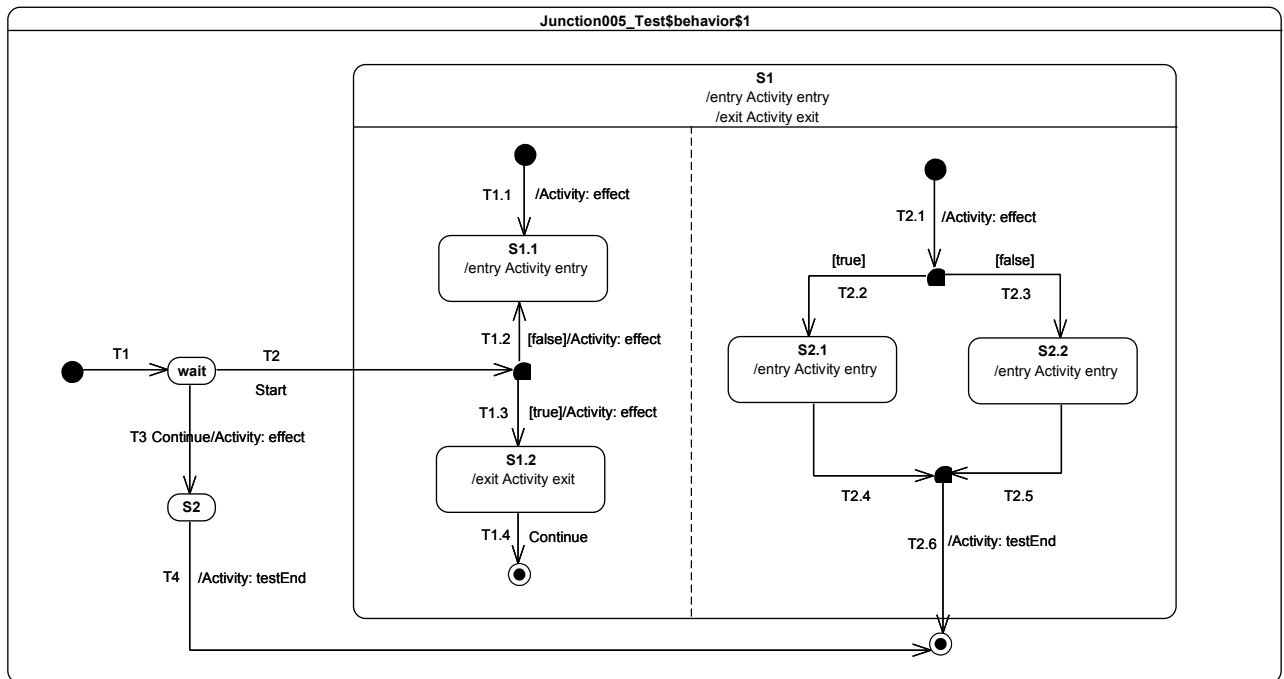 Junction005_Test$behavior$1
S1
/entry Activity entry
/exit Activity exit
T1.1 /Activity: effect
S1.1
/entry Activity entry
T1.2 [false]/Activity: effect
T1.3 [true]/Activity: effect
S1.2
/exit Activity exit
T1.4 Continue
T2.1 /Activity: effect
[true] [false]
T2.2 T2.3
S2.1
/entry Activity entry
S2.2
/entry Activity entry
T2.4 T2.5
T2.6 /Activity: testEnd
T1
wait
T2
Start
T3 Continue/Activity: effect
S2
T4 /Activity: testEnd